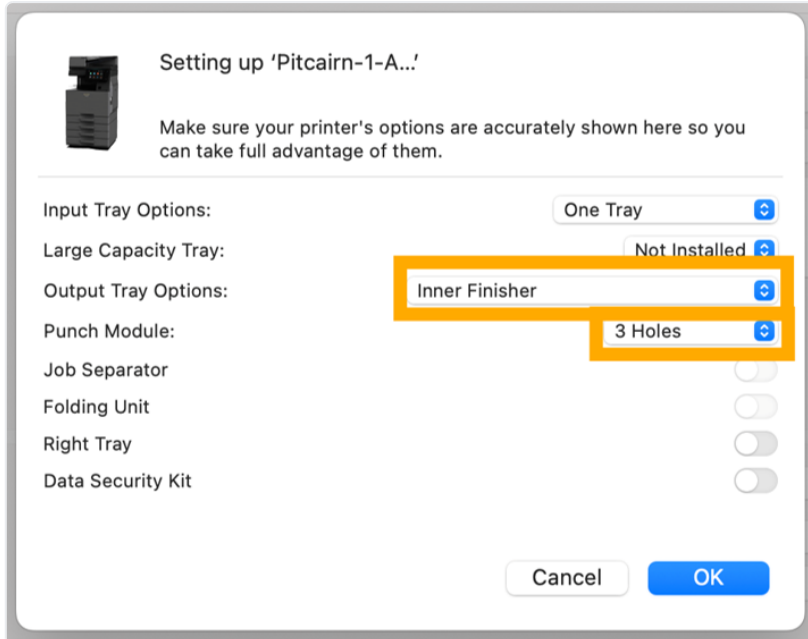 Setting up ‘Pitcairn-1-A...’
Make sure your printer's options are accurately shown here so you
can take full advantage of them.
Input Tray Options: One Tray
Large Capacity Tray: Not Installed
Output Tray Options: Inner Finisher
Punch Module: 3 Holes
Job Separator
Folding Unit
Right Tray
Data Security Kit
Cancel OK